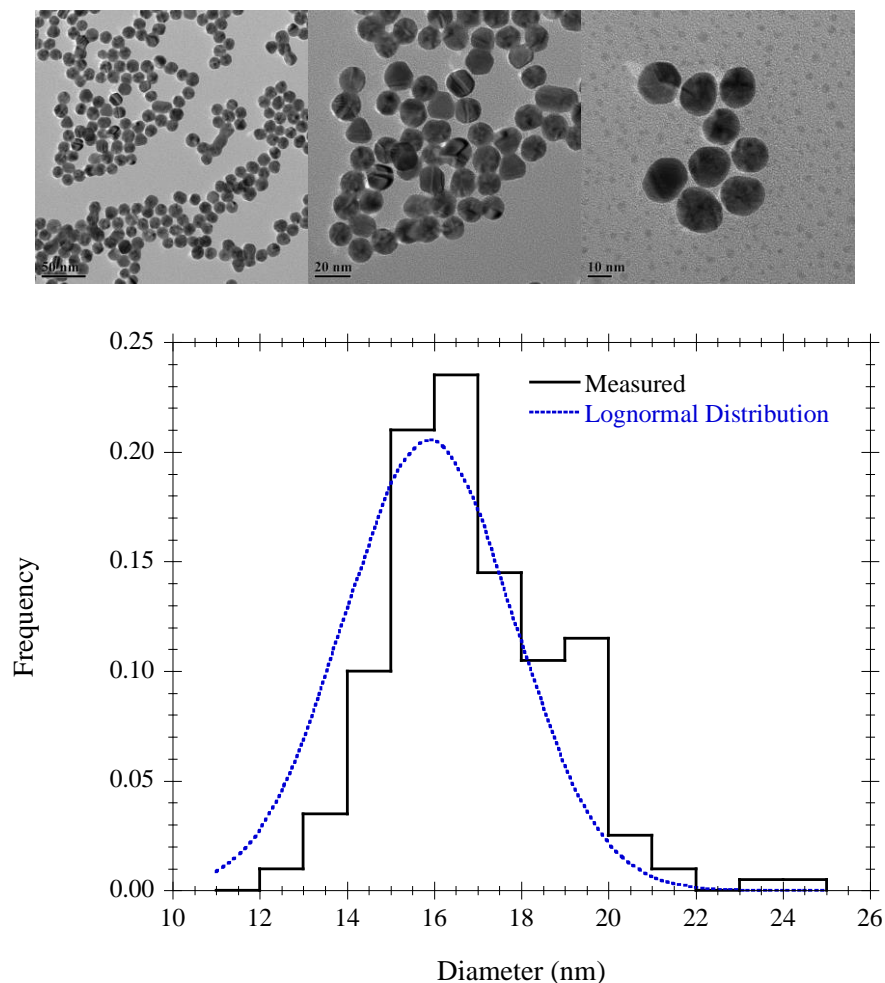 50 nm
20 nm
10 nm
0.25
0.20
0.15
0.10
0.05
0.00
Measured
Lognormal Distribution
Frequency
10 12 14 16 18 20 22 24 26
Diameter (nm)